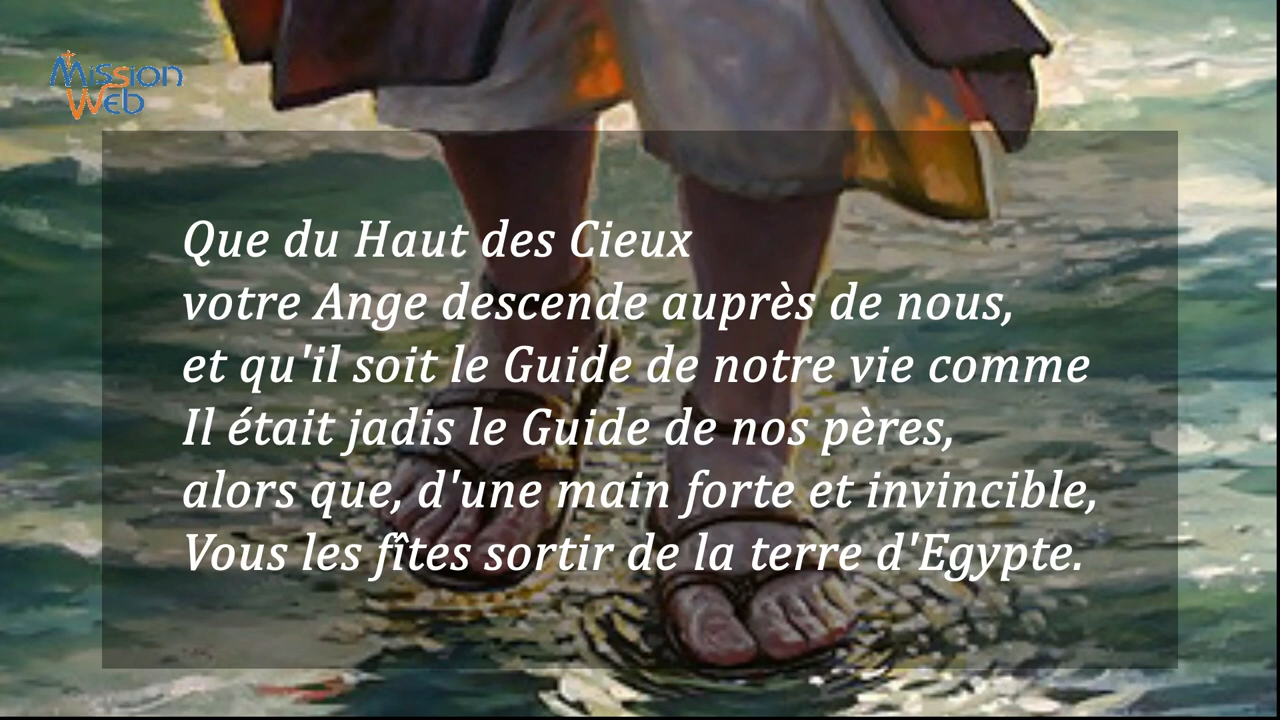 Mission
Web
Que du Haut des Cieux
votre Ange descende auprès de nous,
et qu'il soit le Guide de notre vie comme
Il était jadis le Guide de nos pères,
alors que, d'une main forte et invincible,
Vous les fîtes sortir de la terre d'Egypte.